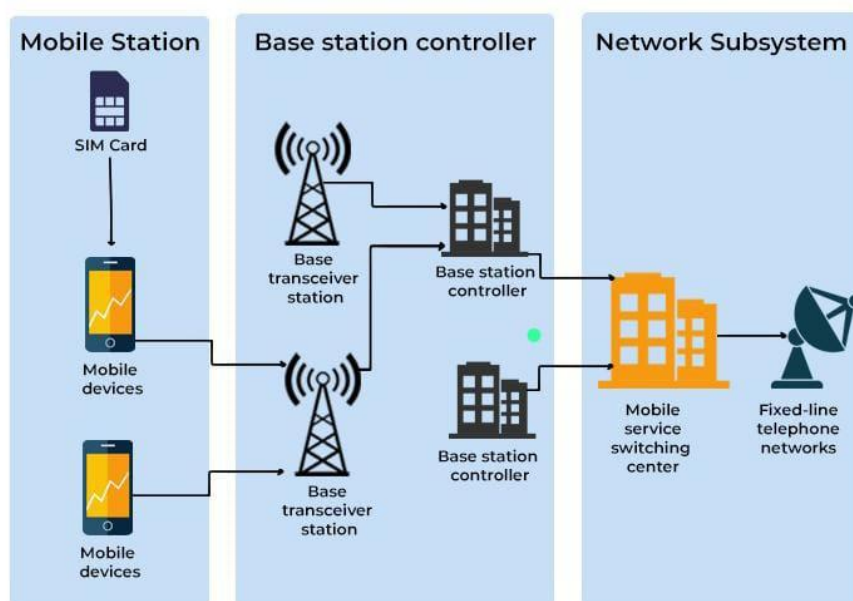 Mobile Station
SIM Card
Mobile
devices
Mobile
devices
Base station controller
Base
transceiver
station
Base station
controller
Base
transceiver
station
Base station
controller
Network Subsystem
Mobile
service
switching
center
Fixed-line
telephone
networks